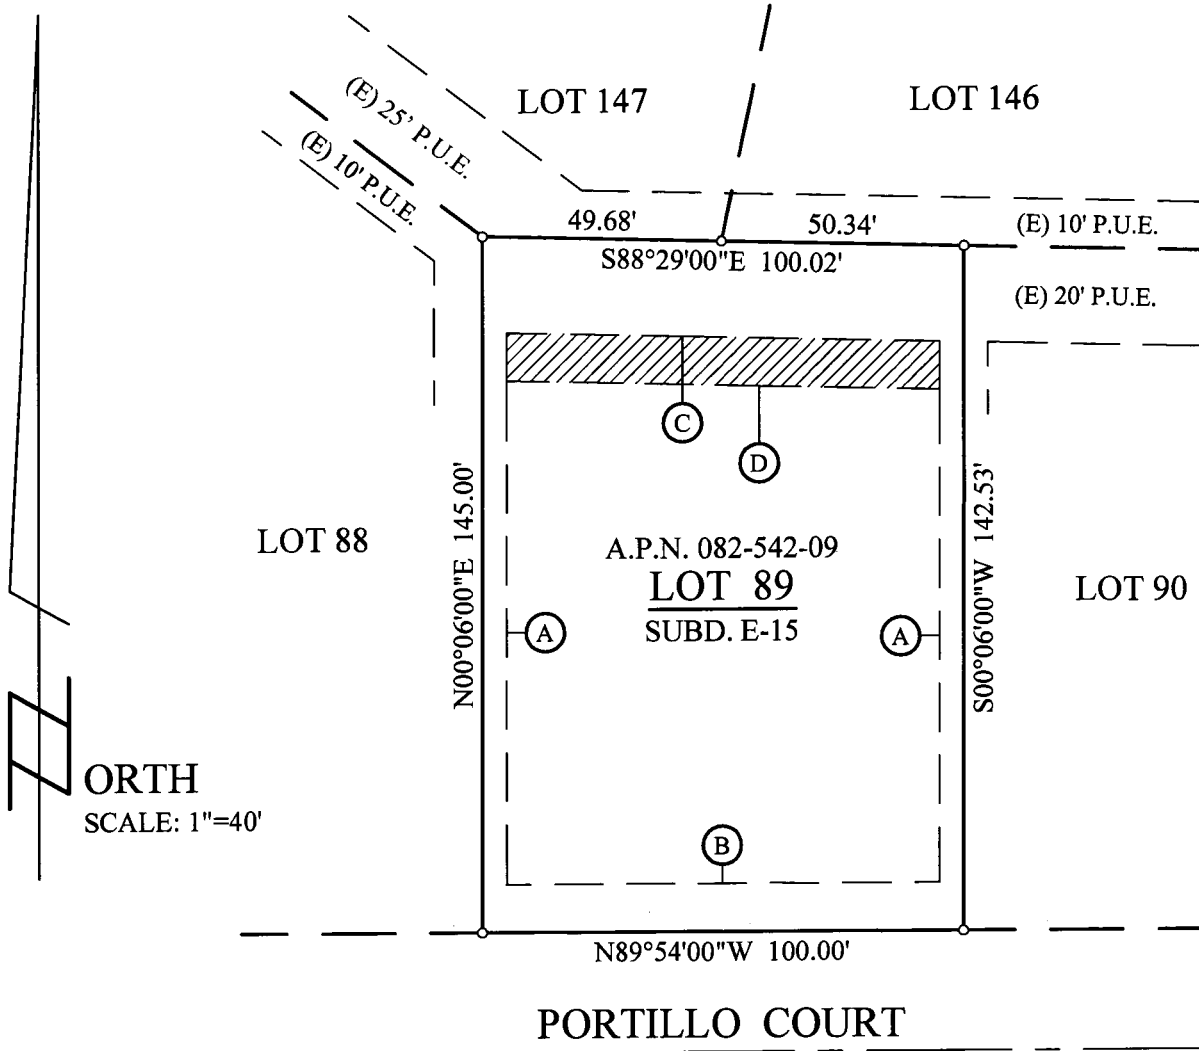 LOT 147
LOT 146
(E) 25' P.U.E.
(E) 10' P.U.E.
49.68'
50.34'
(E) 10' P.U.E.
S88°29'00"E 100.02'
(E) 20' P.U.E.
C
D
N00°06'00"E 145.00'
S00°06'00"W 142.53'
LOT 88
A.P.N. 082-542-09
LOT 89
SUBD. E-15
LOT 90
A
A
NORTH
SCALE: 1"=40'
B
N89°54'00"W 100.00'
PORTILLO COURT